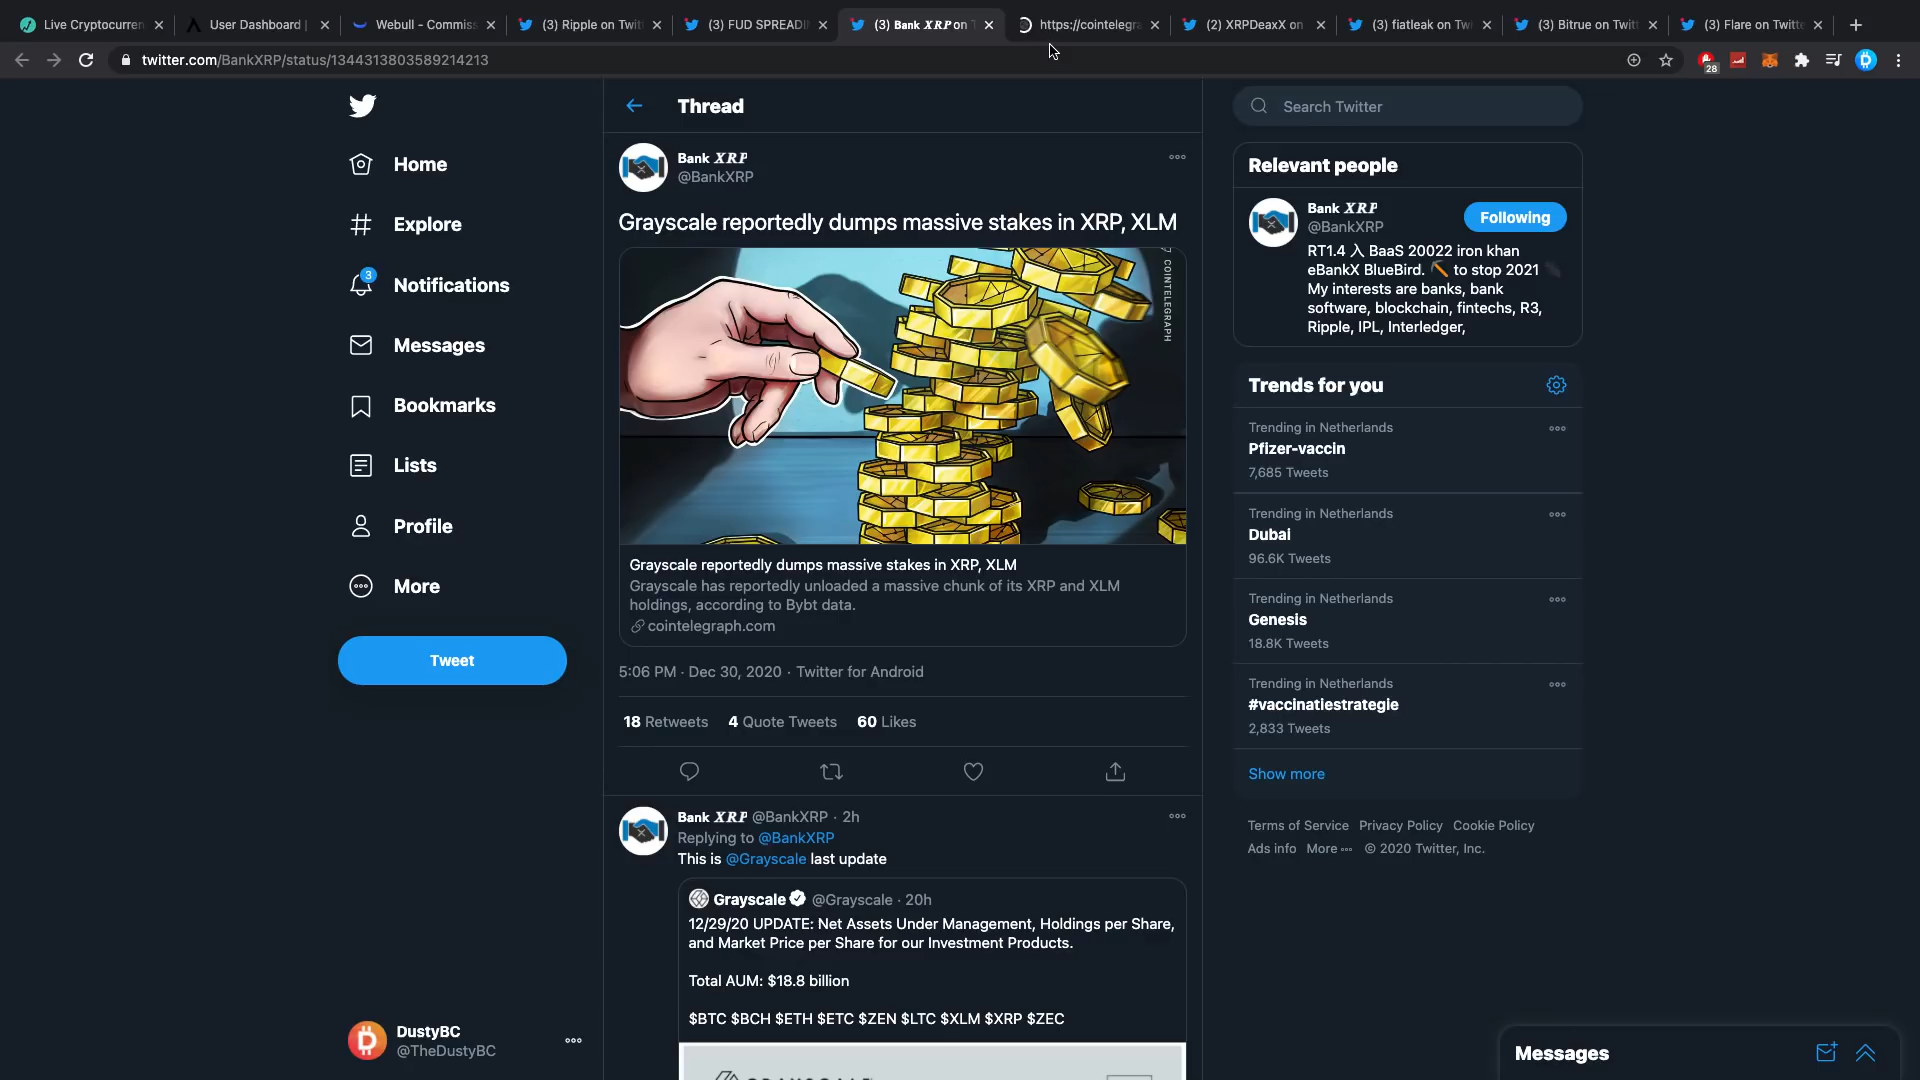 Live Cryptocurren
User Dashboard |
Webull - Commiss
(3) Ripple on Twit
(3) FUD SPREADI
(3) Bank XRP on T
https://cointelegra
(2) XRPDeaxX on
(3) fiatleak on Tw
(3) Bitrue on Twitt
(3) Flare on Twitte
twitter.com/BankXRP/status/1344313803589214213
28
Home
Explore
3
Notifications
Messages
Bookmarks
Lists
Profile
More
Tweet
DustyBC
@TheDustyBC
Thread
Bank XRP
@BankXRP
Grayscale reportedly dumps massive stakes in XRP, XLM
COINTELEGRAPH
Grayscale reportedly dumps massive stakes in XRP, XLM
Grayscale has reportedly unloaded a massive chunk of its XRP and XLM
holdings, according to Bybt data.
cointelegraph.com
5:06 PM · Dec 30, 2020 · Twitter for Android
18 Retweets 4 Quote Tweets 60 Likes
Bank XRP @BankXRP · 2h
Replying to @BankXRP
This is @Grayscale last update
Grayscale @Grayscale · 20h
12/29/20 UPDATE: Net Assets Under Management, Holdings per Share,
and Market Price per Share for our Investment Products.
Total AUM: $18.8 billion
$BTC $BCH $ETH $ETC $ZEN $LTC $XLM $XRP $ZEC
Search Twitter
Relevant people
Bank XRP
@BankXRP
Following
RT1.4 入 BaaS 20022 iron khan
eBankX BlueBird. to stop 2021
My interests are banks, bank
software, blockchain, fintechs, R3,
Ripple, IPL, Interledger,
Trends for you
Trending in Netherlands
Pfizer-vaccin
7,685 Tweets
Trending in Netherlands
Dubai
96.6K Tweets
Trending in Netherlands
Genesis
18.8K Tweets
Trending in Netherlands
#vaccinatiestrategie
2,833 Tweets
Show more
Terms of Service Privacy Policy Cookie Policy
Ads info More © 2020 Twitter, Inc.
Messages